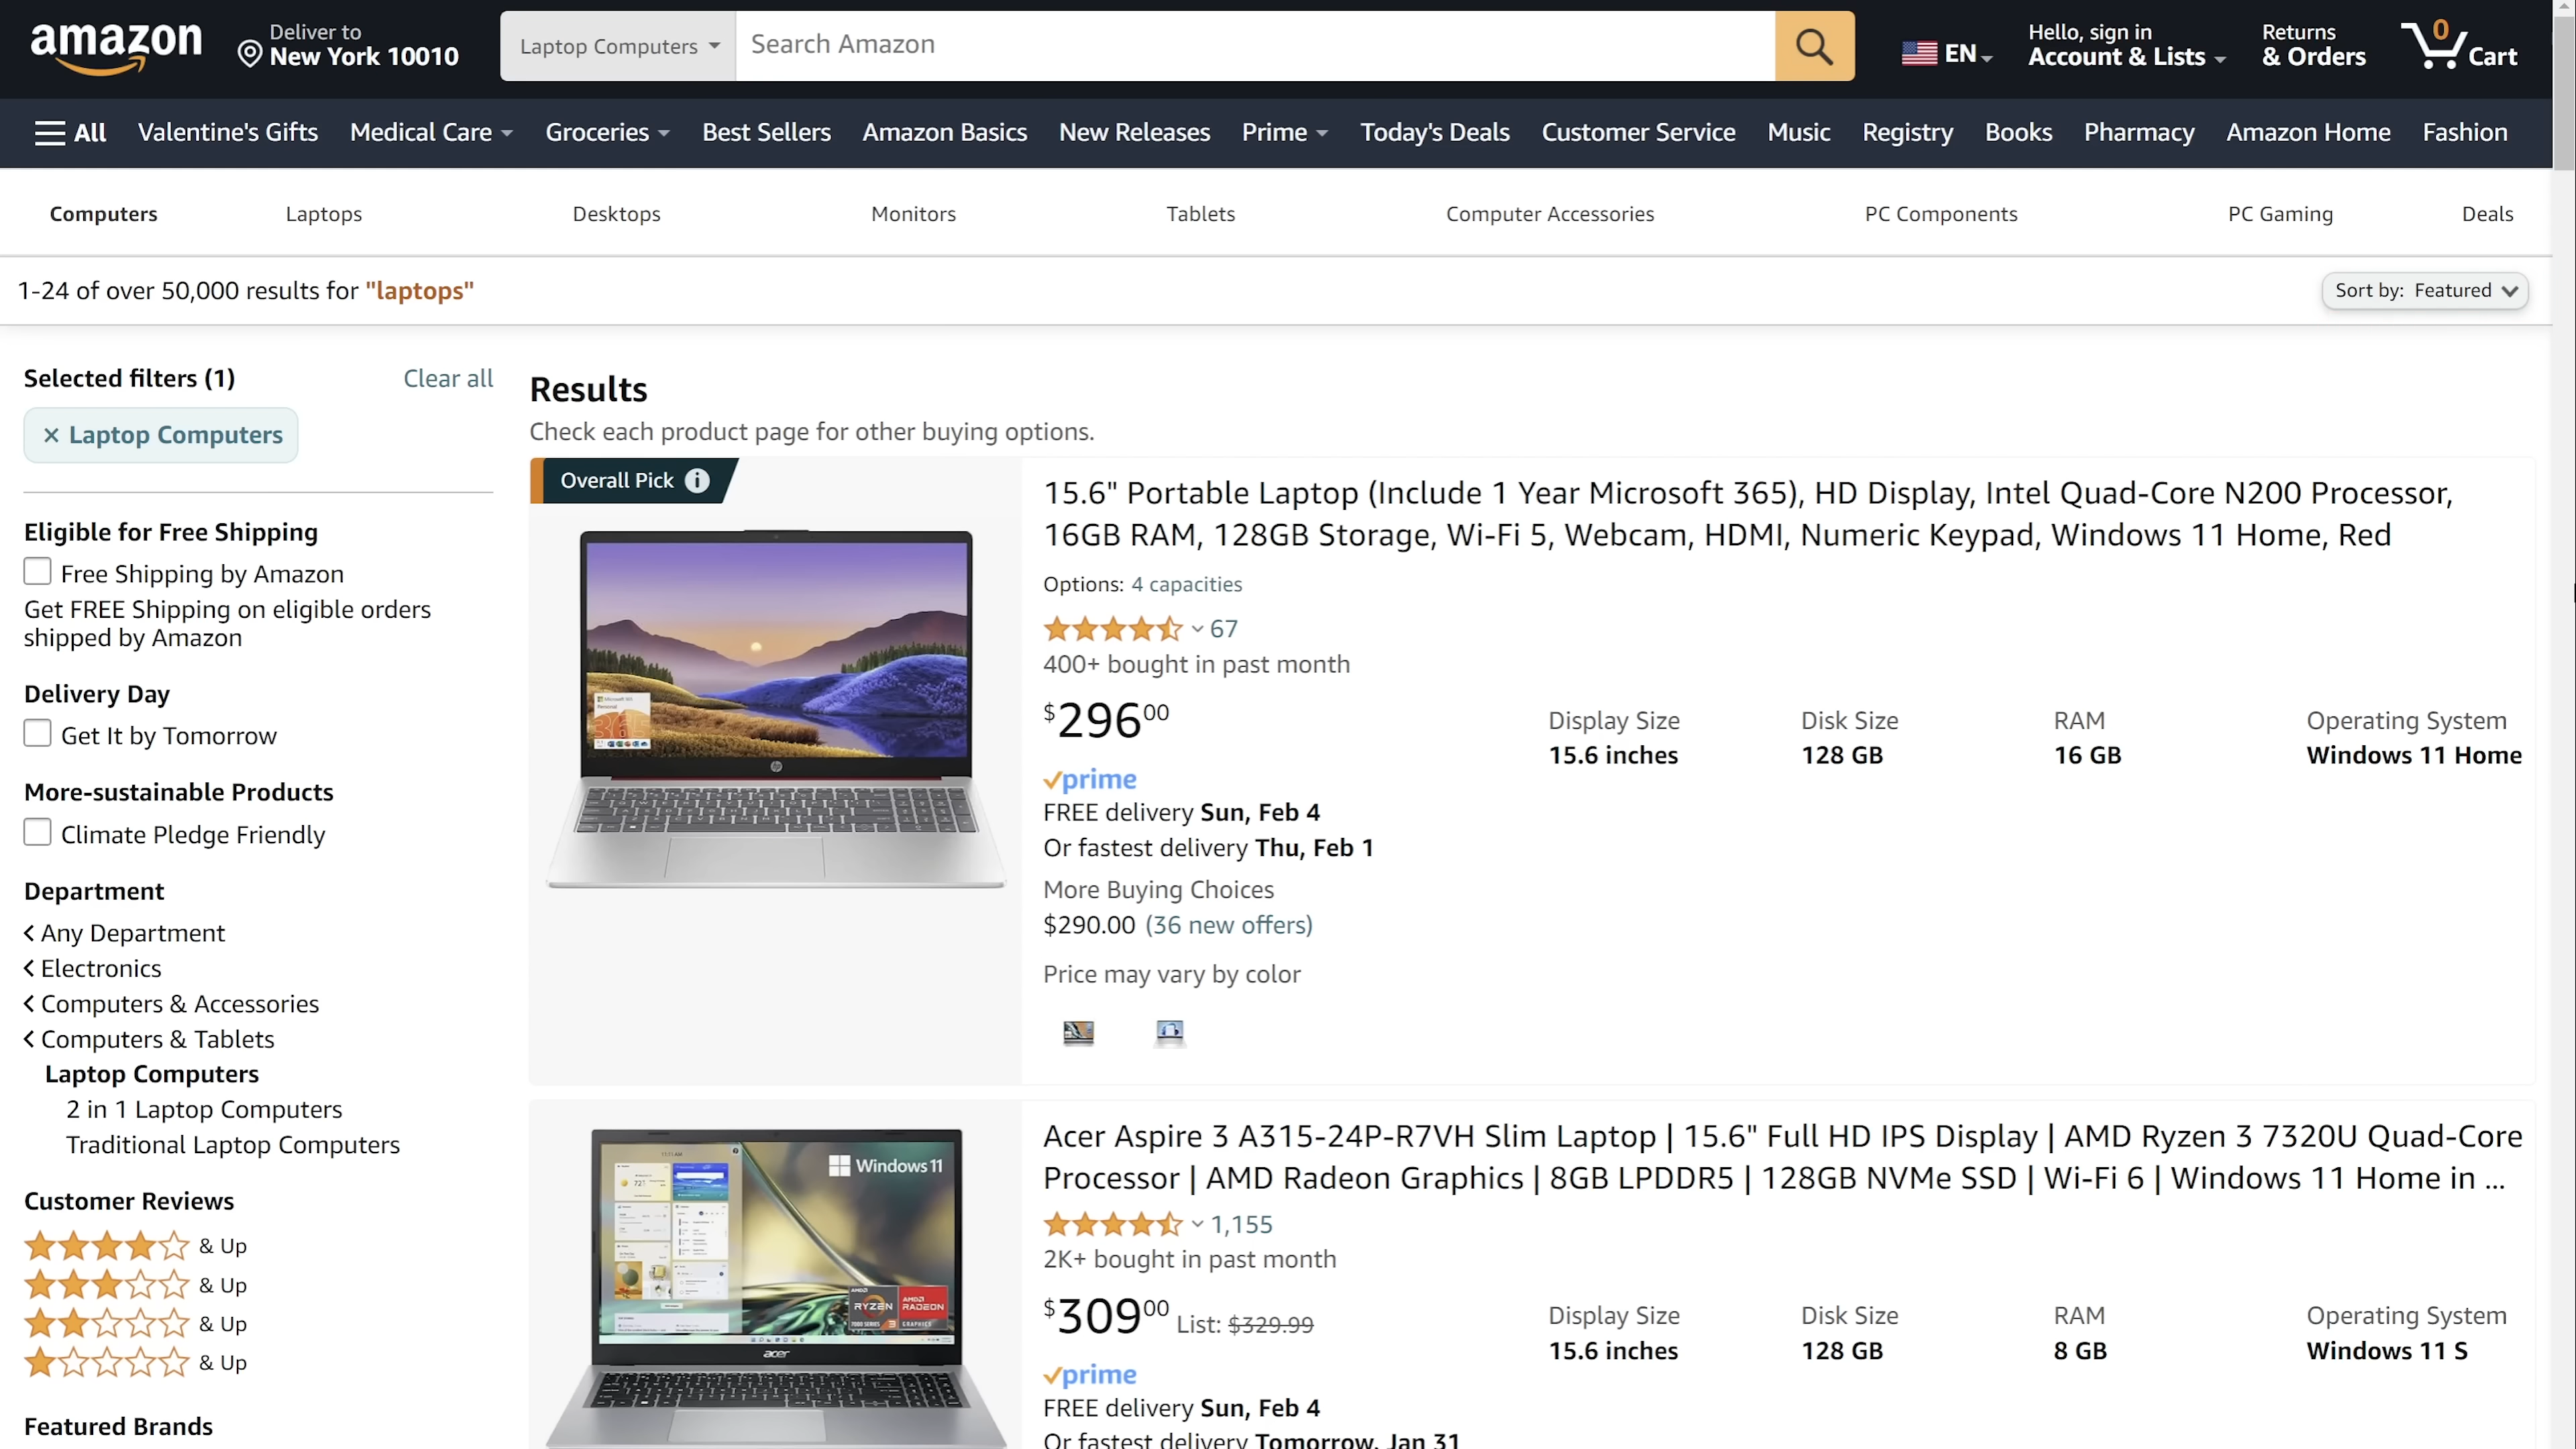 amazon
Deliver to
New York 10010
Laptop Computers
Search Amazon
EN
Hello, sign in
Account & Lists
Returns
& Orders
0
Cart
All
Valentine's Gifts
Medical Care
Groceries
Best Sellers
Amazon Basics
New Releases
Prime
Today's Deals
Customer Service
Music
Registry
Books
Pharmacy
Amazon Home
Fashion
Computers
Laptops
Desktops
Monitors
Tablets
Computer Accessories
PC Components
PC Gaming
Deals
1-24 of over 50,000 results for "laptops"
Sort by: Featured
Selected filters (1)
Clear all
× Laptop Computers
Eligible for Free Shipping
Free Shipping by Amazon
Get FREE Shipping on eligible orders
shipped by Amazon
Delivery Day
Get It by Tomorrow
More-sustainable Products
Climate Pledge Friendly
Department
Any Department
Electronics
Computers & Accessories
Computers & Tablets
Laptop Computers
2 in 1 Laptop Computers
Traditional Laptop Computers
Customer Reviews
& Up
& Up
& Up
& Up
Featured Brands
Results
Check each product page for other buying options.
Overall Pick
hp
15.6" Portable Laptop (Include 1 Year Microsoft 365), HD Display, Intel Quad-Core N200 Processor,
16GB RAM, 128GB Storage, Wi-Fi 5, Webcam, HDMI, Numeric Keypad, Windows 11 Home, Red
Options: 4 capacities
67
400+ bought in past month
$296.00
Display Size
15.6 inches
Disk Size
128 GB
RAM
16 GB
Operating System
Windows 11 Home
prime
FREE delivery Sun, Feb 4
Or fastest delivery Thu, Feb 1
More Buying Choices
$290.00 (36 new offers)
Price may vary by color
Windows 11
AMD
RYZEN
7000 SERIES 3
AMD
RADEON
GRAPHICS
acer
Acer Aspire 3 A315-24P-R7VH Slim Laptop | 15.6" Full HD IPS Display | AMD Ryzen 3 7320U Quad-Core
Processor | AMD Radeon Graphics | 8GB LPDDR5 | 128GB NVMe SSD | Wi-Fi 6 | Windows 11 Home in ...
1,155
2K+ bought in past month
$309.00 List: $329.99
Display Size
15.6 inches
Disk Size
128 GB
RAM
8 GB
Operating System
Windows 11 S
prime
FREE delivery Sun, Feb 4
Or fastest delivery Tomorrow, Jan 31